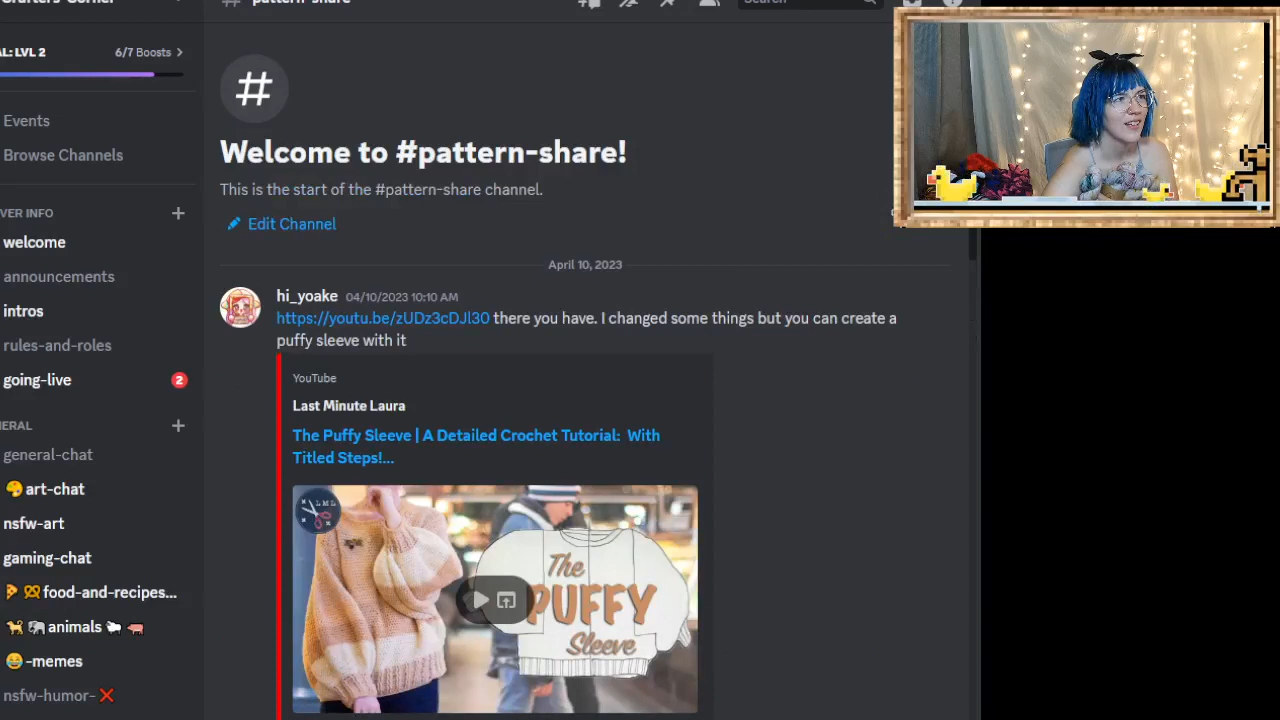 pattern-share
Search
AL: LVL 2
6/7 Boosts
Events
Browse Channels
VER INFO
welcome
announcements
intros
rules-and-roles
going-live
2
ERAL
general-chat
art-chat
nsfw-art
gaming-chat
food-and-recipes...
animals
-memes
nsfw-humor-
#
Welcome to #pattern-share!
This is the start of the #pattern-share channel.
Edit Channel
April 10, 2023
hi_yoake 04/10/2023 10:10 AM
https://youtu.be/zUDz3cDJl30 there you have. I changed some things but you can create a
puffy sleeve with it
YouTube
Last Minute Laura
The Puffy Sleeve | A Detailed Crochet Tutorial: With
Titled Steps!...
LML
The
PUFFY
Sleeve